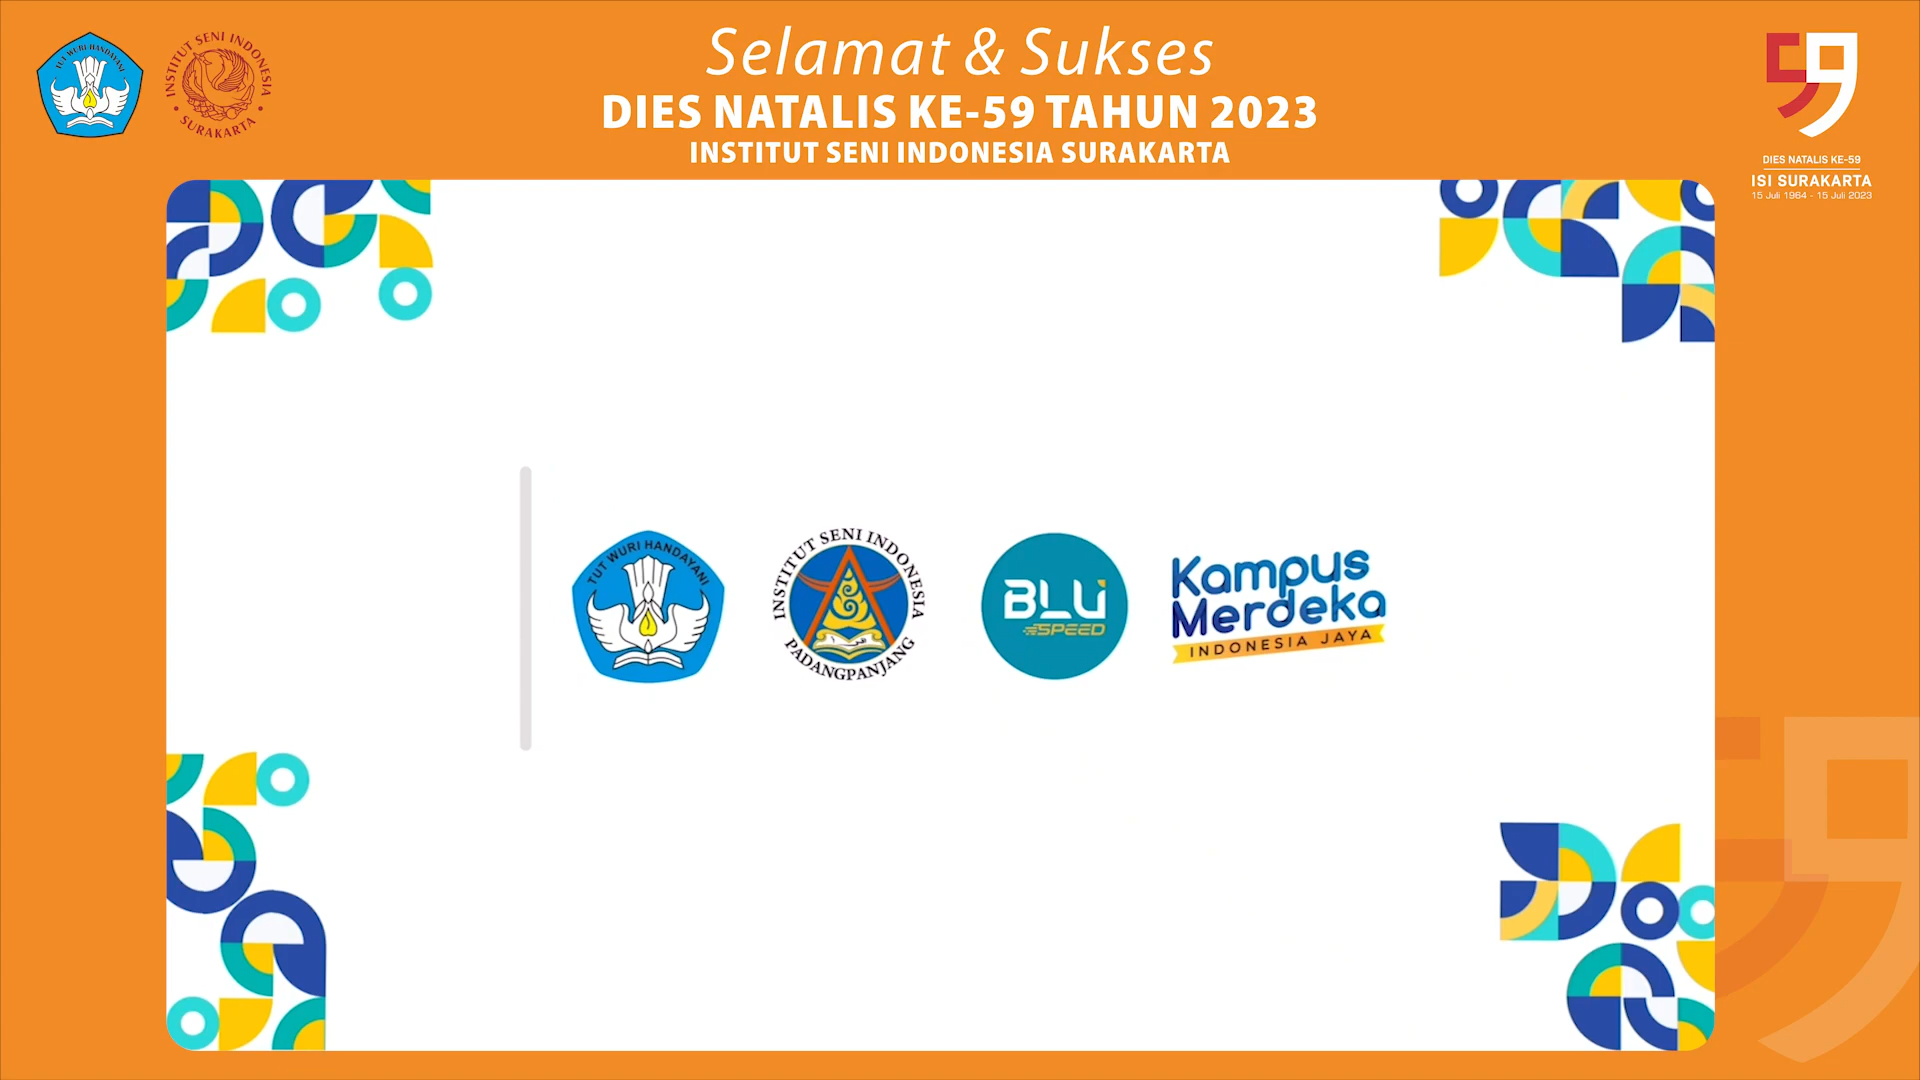 TUT WURI HANDAYANI
INSTITUT SENI INDONESIA
SURAKARTA
Selamat & Sukses
DIES NATALIS KE-59 TAHUN 2023
INSTITUT SENI INDONESIA SURAKARTA
59
DIES NATALIS KE-59
ISI SURAKARTA
15 Juli 1964 - 15 Juli 2023
TUT WURI HANDAYANI
INSTITUT SENI INDONESIA
PADANGPANJANG
BLU
SPEED
Kampus
Merdeka
INDONESIA JAYA
59